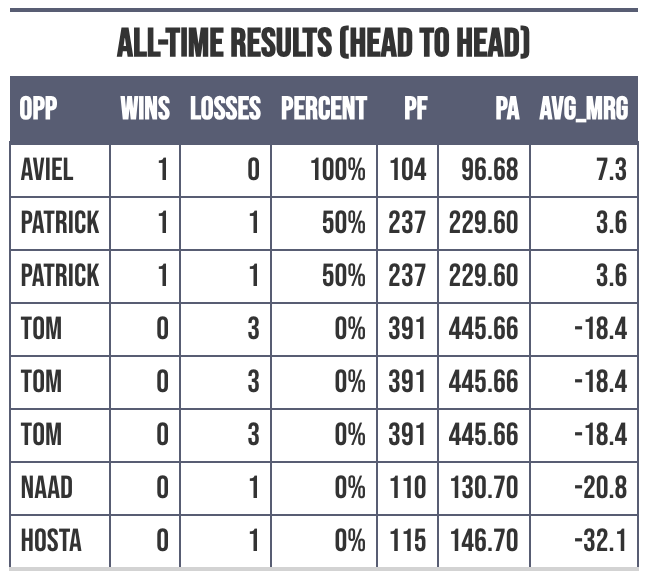 ALL-TIME RESULTS (HEAD TO HEAD)
OPP WINS LOSSES PERCENT PF PA AVG_MRG
AVIEL 1 0 100% 104 96.68 7.3
PATRICK 1 1 50% 237 229.60 3.6
PATRICK 1 1 50% 237 229.60 3.6
TOM 0 3 0% 391 445.66 -18.4
TOM 0 3 0% 391 445.66 -18.4
TOM 0 3 0% 391 445.66 -18.4
NAAD 0 1 0% 110 130.70 -20.8
HOSTA 0 1 0% 115 146.70 -32.1